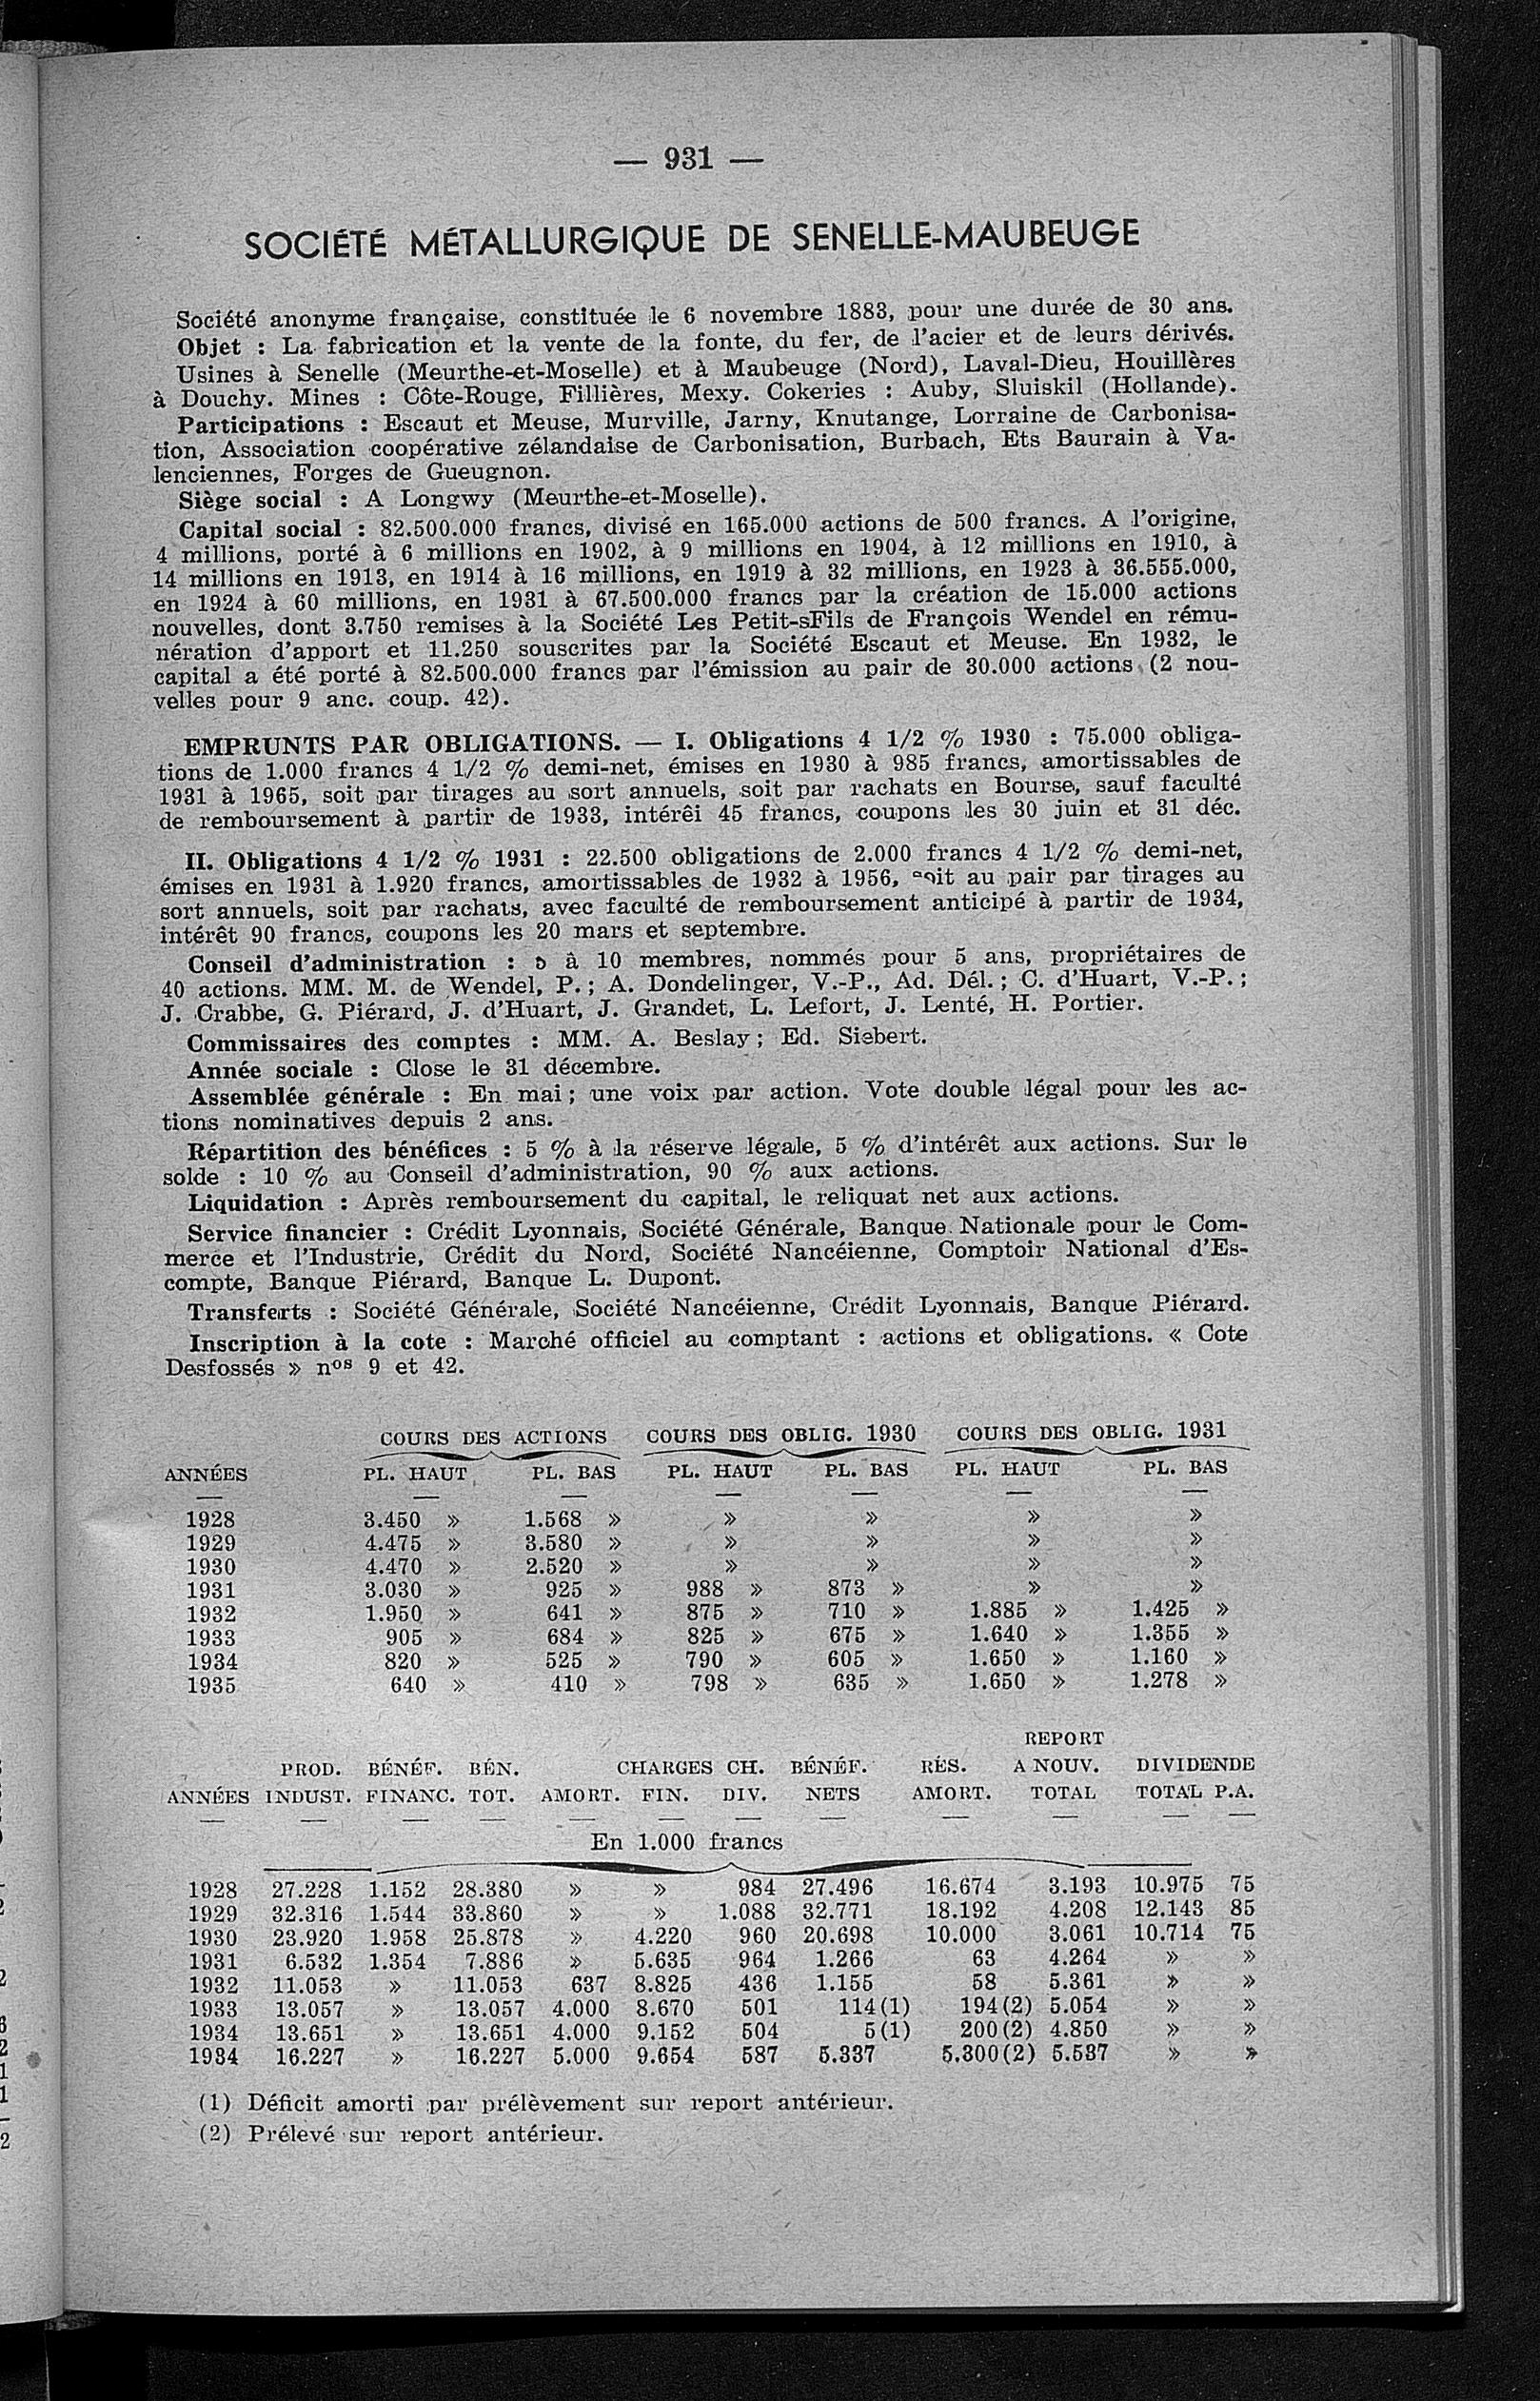 — 931 —
SOCIÉTÉ MÉTALLURGIQUE DE SENELLE-MAUBEUGE
Société anonyme française, constituée le 6 novembre 1883, pour une durée de 30 ans.
Objet : La fabrication et la vente de la fonte, du fer, de l'acier et de leurs dérivés.
Usines à Senelle (Meurthe-et-Moselle) et à Maubeuge (Nord), Laval-Dieu, Houillères
à Douchy. Mines : Côte-Rouge, Fillières, Mexy. Cokeries : Auby, Sluiskil (Hollande).
Participations : Escaut et Meuse, Murville, Jarny, Knutange, Lorraine de Carbonisa-
tion, Association coopérative zélandaise de Carbonisation, Burbach, Ets Baurain à Va-
lenciennes, Forges de Gueugnon.
Siège social : A Longwy (Meurthe-et-Moselle).
Capital social : 82.500.000 francs, divisé en 165.000 actions de 500 francs. A l'origine,
4 millions, porté à 6 millions en 1902, à 9 millions en 1904, à 12 millions en 1910, à
14 millions en 1913, en 1914 à 16 millions, en 1919 à 32 millions, en 1923 à 36.555.000,
en 1924 à 60 millions, en 1931 à 67.500.000 francs par la création de 15.000 actions
nouvelles, dont 3.750 remises à la Société Les Petit-sFils de François Wendel en rému-
nération d'apport et 11.250 souscrites par la Société Escaut et Meuse. En 1932, le
capital a été porté à 82.500.000 francs par l'émission au pair de 30.000 actions (2 nou-
velles pour 9 anc. coup. 42).
EMPRUNTS PAR OBLIGATIONS. — I. Obligations 4 1/2 % 1930 : 75.000 obliga-
tions de 1.000 francs 4 1/2 % demi-net, émises en 1930 à 985 francs, amortissables de
1931 à 1965, soit par tirages au sort annuels, soit par rachats en Bourse, sauf faculté
de remboursement à partir de 1933, intérêi 45 francs, coupons les 30 juin et 31 déc.
II. Obligations 4 1/2 % 1931 : 22.500 obligations de 2.000 francs 4 1/2 % demi-net,
émises en 1931 à 1.920 francs, amortissables de 1932 à 1956, soit au pair par tirages au
sort annuels, soit par rachats, avec faculté de remboursement anticipé à partir de 1934,
intérêt 90 francs, coupons les 20 mars et septembre.
Conseil d'administration : à 10 membres, nommés pour 5 ans, propriétaires de
40 actions. MM. M. de Wendel, P.; A. Dondelinger, V.-P., Ad. Dél.; C. d'Huart, V.-P.;
J. Crabbe, G. Piérard, J. d'Huart, J. Grandet, L. Lefort, J. Lenté, H. Portier.
Commissaires des comptes : MM. A. Beslay; Ed. Siebert.
Année sociale : Close le 31 décembre.
Assemblée générale : En mai; une voix par action. Vote double légal pour les ac-
tions nominatives depuis 2 ans.
Répartition des bénéfices : 5 % à la réserve légale, 5 % d'intérêt aux actions. Sur le
solde : 10 % au Conseil d'administration, 90 % aux actions.
Liquidation : Après remboursement du capital, le reliquat net aux actions.
Service financier : Crédit Lyonnais, Société Générale, Banque Nationale pour le Com-
merce et l'Industrie, Crédit du Nord, Société Nancéienne, Comptoir National d'Es-
compte, Banque Piérard, Banque L. Dupont.
Transferts : Société Générale, Société Nancéienne, Crédit Lyonnais, Banque Piérard.
Inscription à la cote : Marché officiel au comptant : actions et obligations. « Cote
Desfossés » nos 9 et 42.
COURS DES ACTIONS COURS DES OBLIG. 1930 COURS DES OBLIG. 1931
ANNÉES PL. HAUT PL. BAS PL. HAUT PL. BAS PL. HAUT PL. BAS
1928 3.450 » 1.568 » » » » »
1929 4.475 » 3.580 » » » » »
1930 4.470 » 2.520 » » » » »
1931 3.030 » 925 » 988 » 873 » » »
1932 1.950 » 641 » 875 » 710 » 1.885 » 1.425 »
1933 905 » 684 » 825 » 675 » 1.640 » 1.355 »
1934 820 » 525 » 790 » 605 » 1.650 » 1.160 »
1935 640 » 410 » 798 » 635 » 1.650 » 1.278 »
REPORT
PROD. BÉNÉF. BÉN. CHARGES CH. BÉNÉF. RÉS. A NOUV. DIVIDENDE
ANNÉES INDUST. FINANC. TOT. AMORT. FIN. DIV. NETS AMORT. TOTAL TOTAL P.A.
En 1.000 francs
1928 27.228 1.152 28.380 » » 984 27.496 16.674 3.193 10.975 75
1929 32.316 1.544 33.860 » » 1.088 32.771 18.192 4.208 12.143 85
1930 23.920 1.958 25.878 » 4.220 960 20.698 10.000 3.061 10.714 75
1931 6.532 1.354 7.886 » 5.635 964 1.266 63 4.264 » »
1932 11.053 » 11.053 637 8.825 436 1.155 58 5.361 » »
1933 13.057 » 13.057 4.000 8.670 501 114(1) 194(2) 5.054 » »
1934 13.651 » 13.651 4.000 9.152 504 5(1) 200(2) 4.850 » »
1934 16.227 » 16.227 5.000 9.654 587 5.337 5.300(2) 5.537 » »
(1) Déficit amorti par prélèvement sur report antérieur.
(2) Prélevé sur report antérieur.